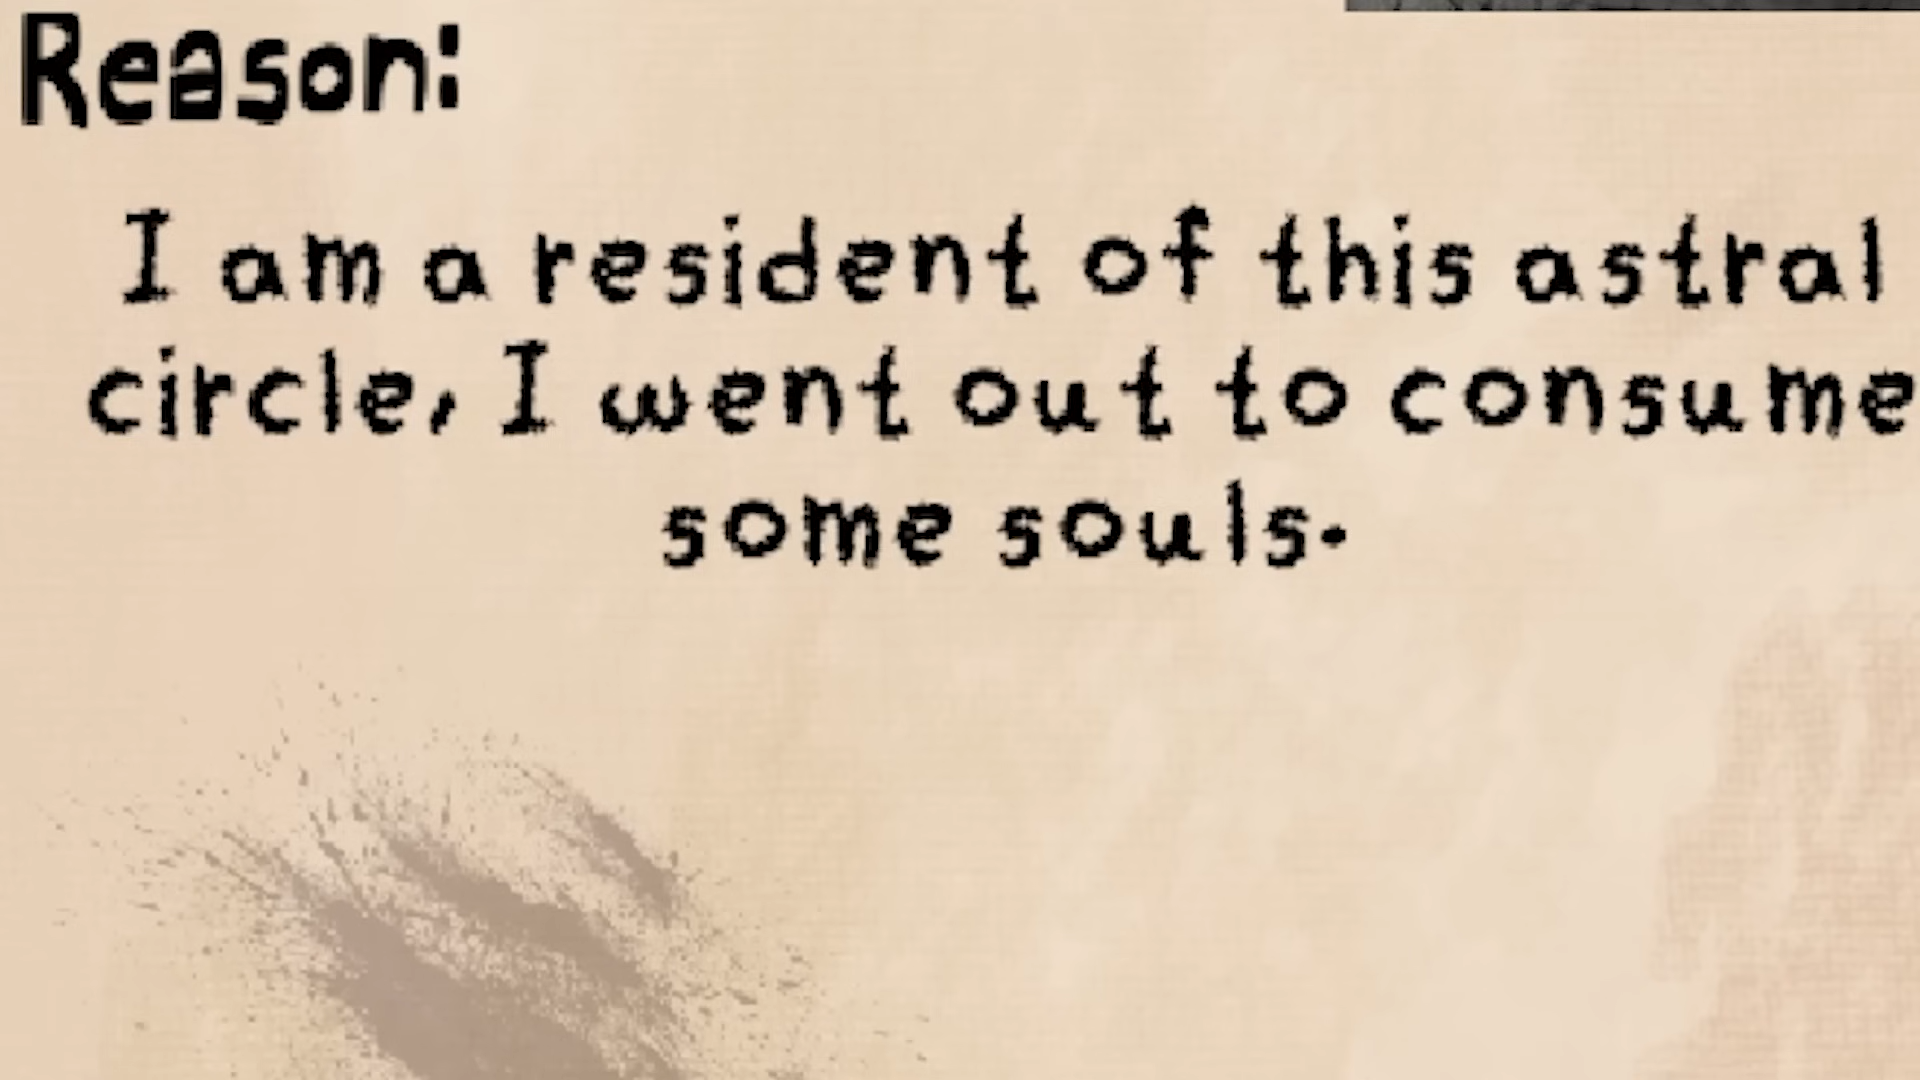 Reason:
I am a resident of this astral
circle, I went out to consume
some souls.